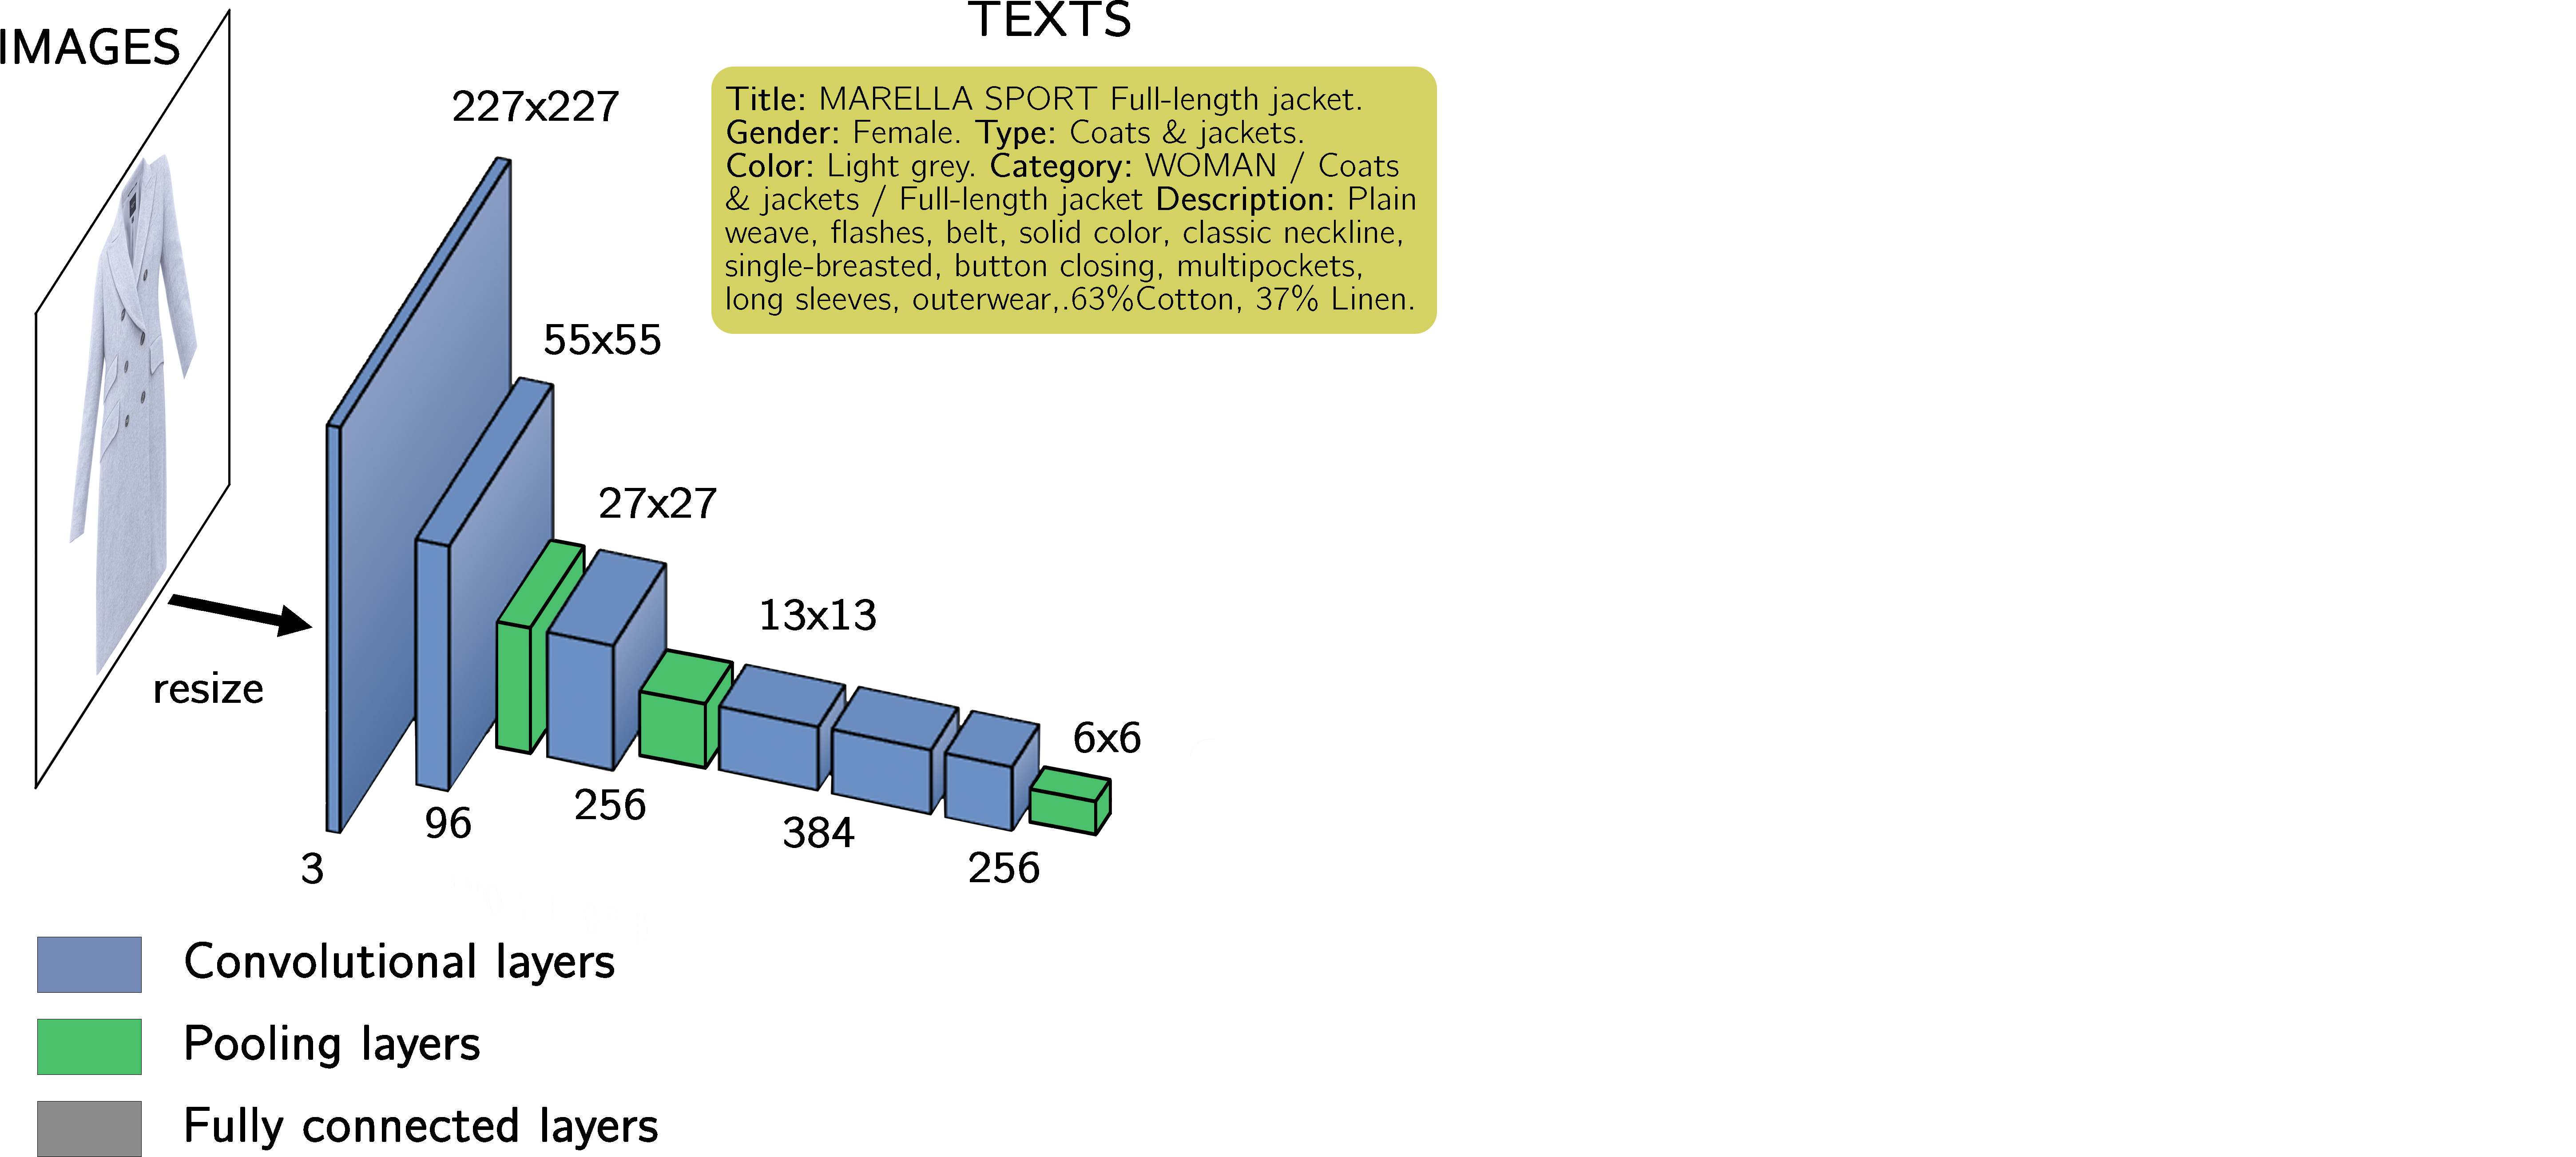 IMAGES
TEXTS
Title: MARELLA SPORT Full-length jacket.
Gender: Female. Type: Coats & jackets.
Color: Light grey. Category: WOMAN / Coats
& jackets / Full-length jacket Description: Plain
weave, flashes, belt, solid color, classic neckline,
single-breasted, button closing, multipockets,
long sleeves, outerwear,.63%Cotton, 37% Linen.
227x227
55x55
27x27
13x13
6x6
resize
3
96
256
384
256
Convolutional layers
Pooling layers
Fully connected layers